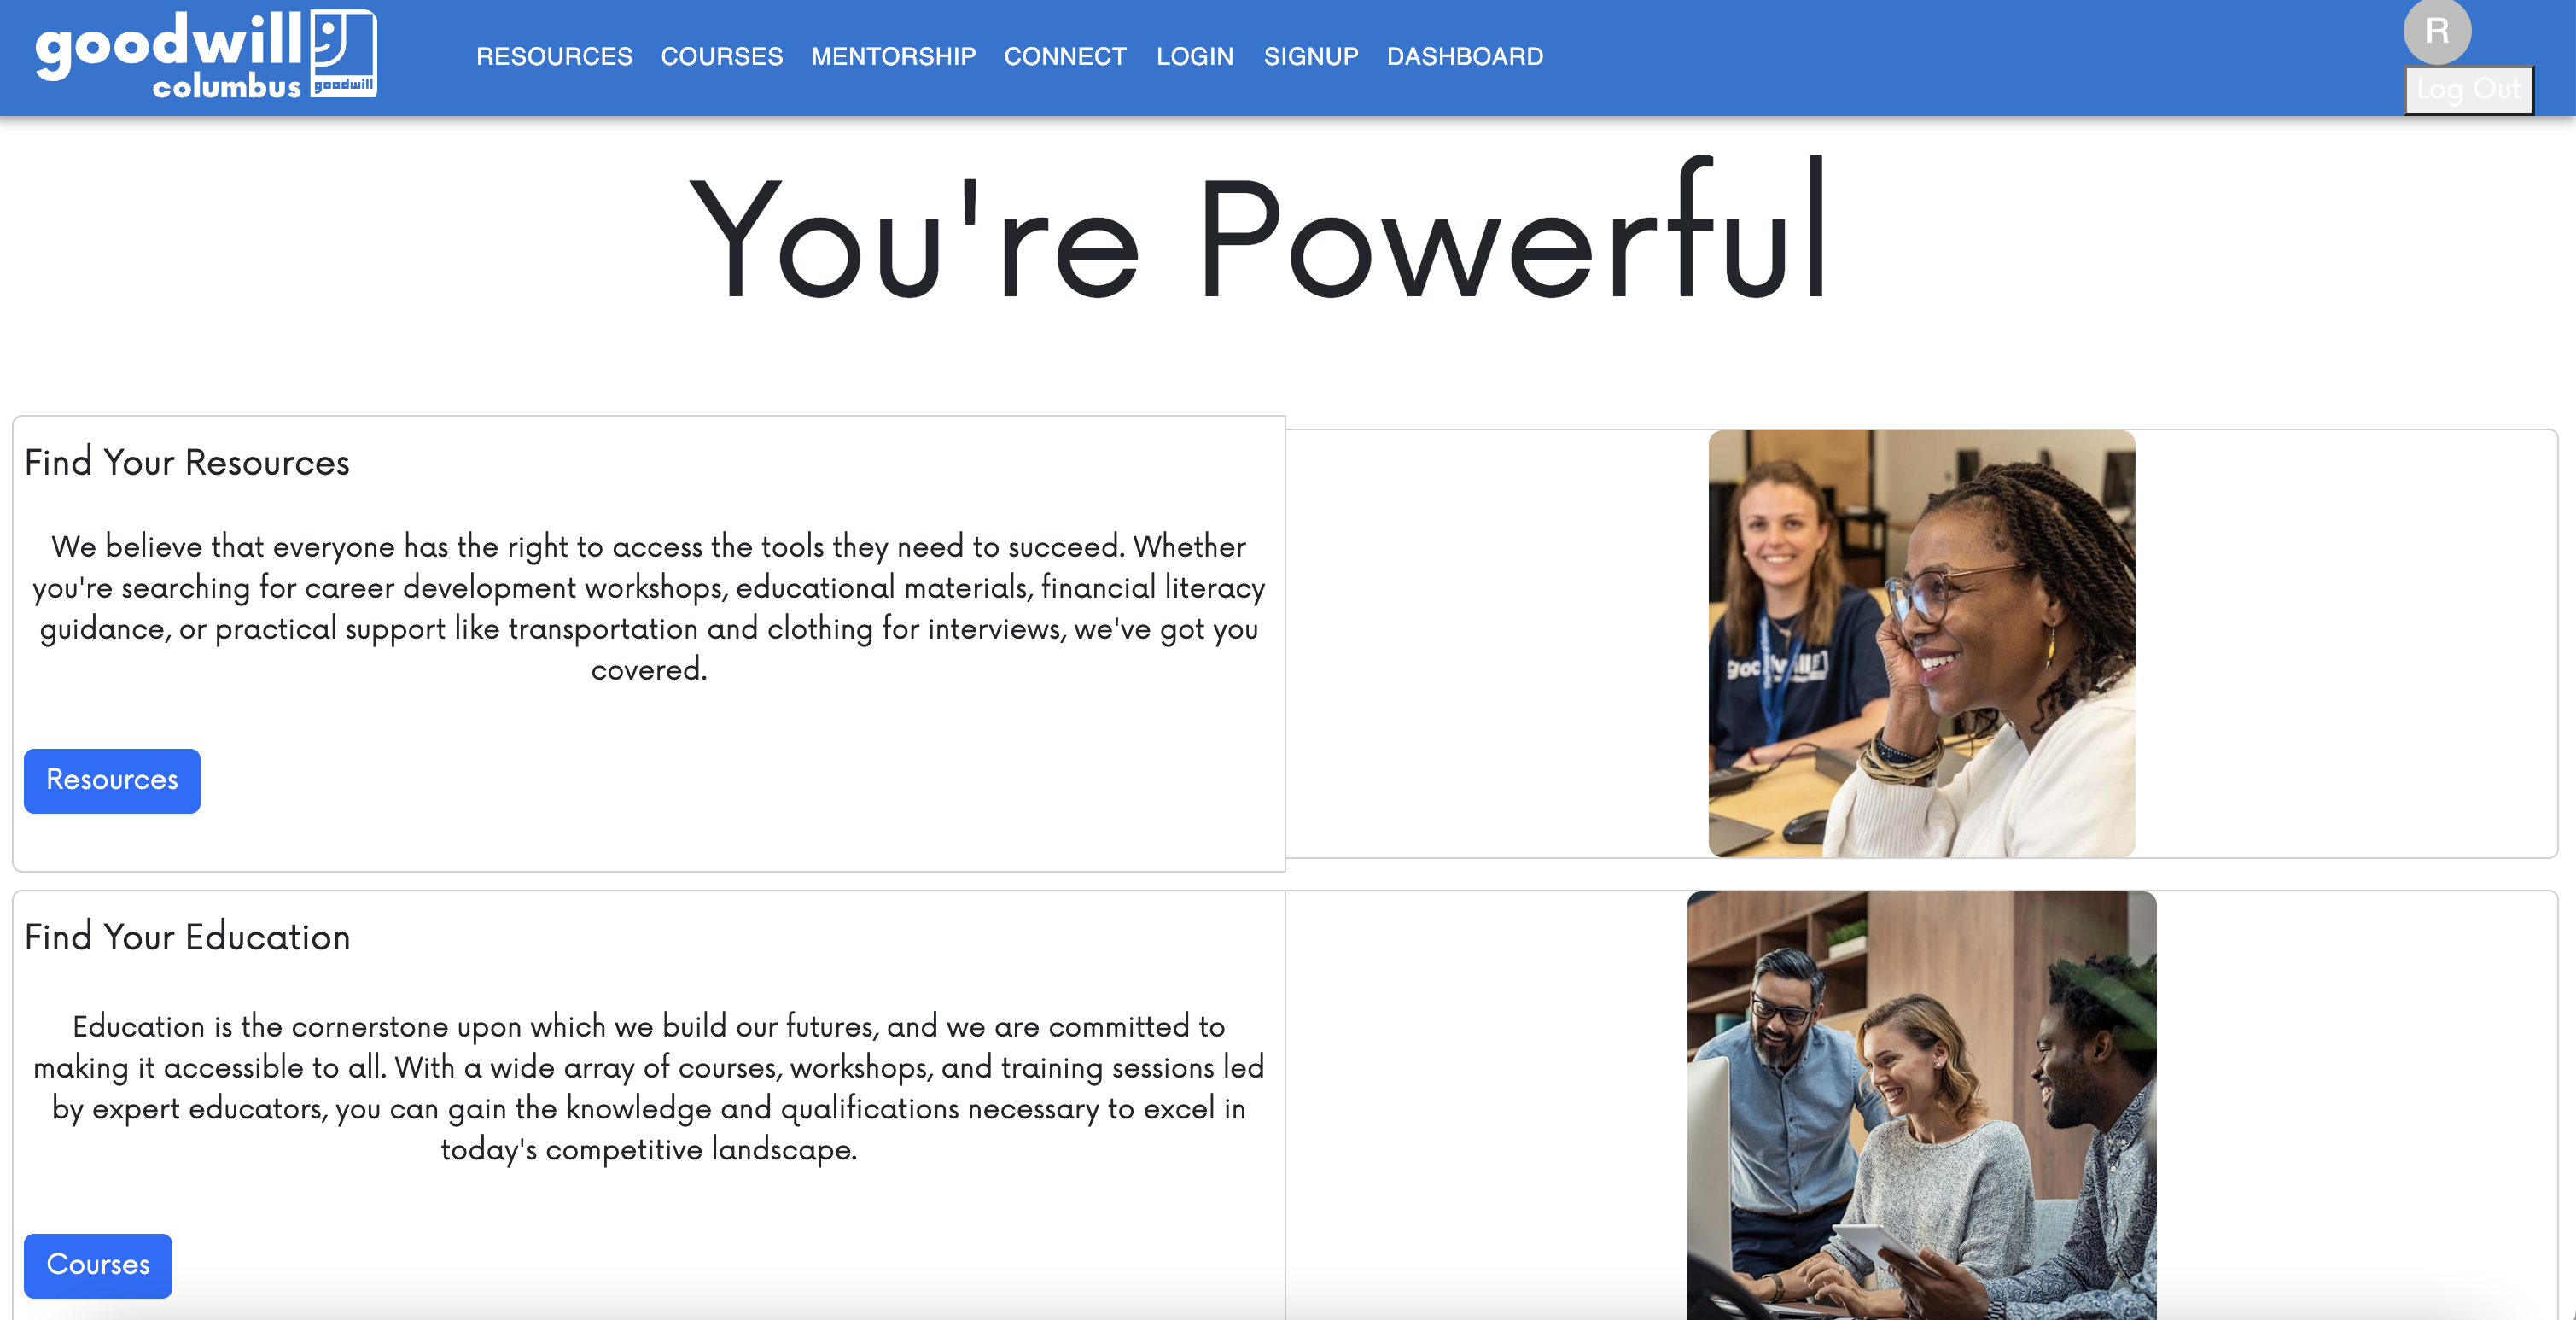 goodwill
columbus
goodwill
RESOURCES COURSES MENTORSHIP CONNECT LOGIN SIGNUP DASHBOARD
R
Log Out
You're Powerful
Find Your Resources
We believe that everyone has the right to access the tools they need to succeed. Whether
you're searching for career development workshops, educational materials, financial literacy
guidance, or practical support like transportation and clothing for interviews, we've got you
covered.
Resources
goodwill
Find Your Education
Education is the cornerstone upon which we build our futures, and we are committed to
making it accessible to all. With a wide array of courses, workshops, and training sessions led
by expert educators, you can gain the knowledge and qualifications necessary to excel in
today's competitive landscape.
Courses